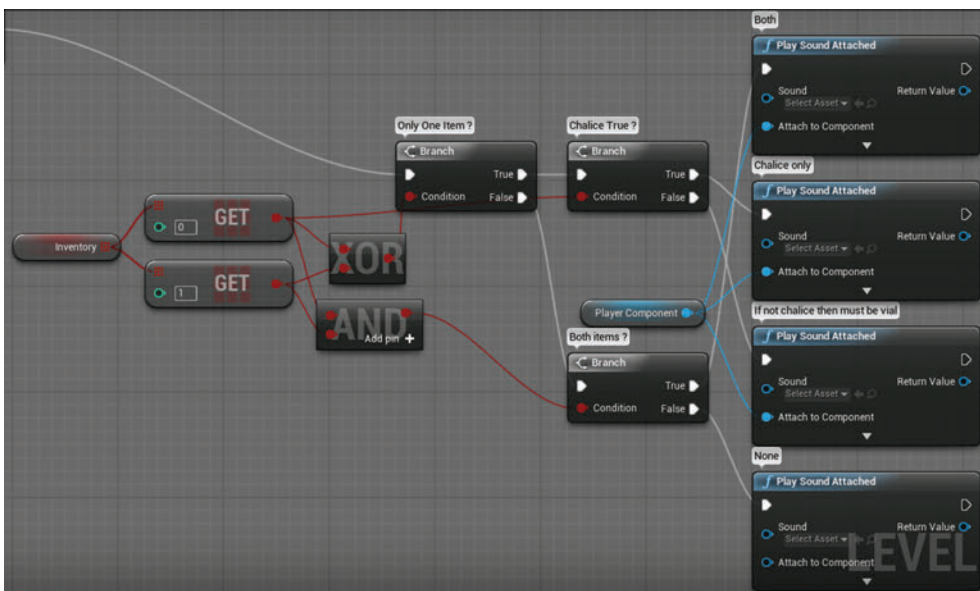 Both
Play Sound Attached
Sound
Select Asset
Return Value
Attach to Component
Only One Item ?
Branch
True
Condition
False
Chalice True ?
Branch
True
Condition
False
Chalice only
Play Sound Attached
Sound
Select Asset
Return Value
Attach to Component
Inventory
0
GET
1
GET
XOR
AND
Add pin +
Player Component
If not chalice then must be vial
Play Sound Attached
Sound
Select Asset
Return Value
Attach to Component
Both items ?
Branch
True
Condition
False
None
Play Sound Attached
Sound
Select Asset
Return Value
Attach to Component
LEVEL